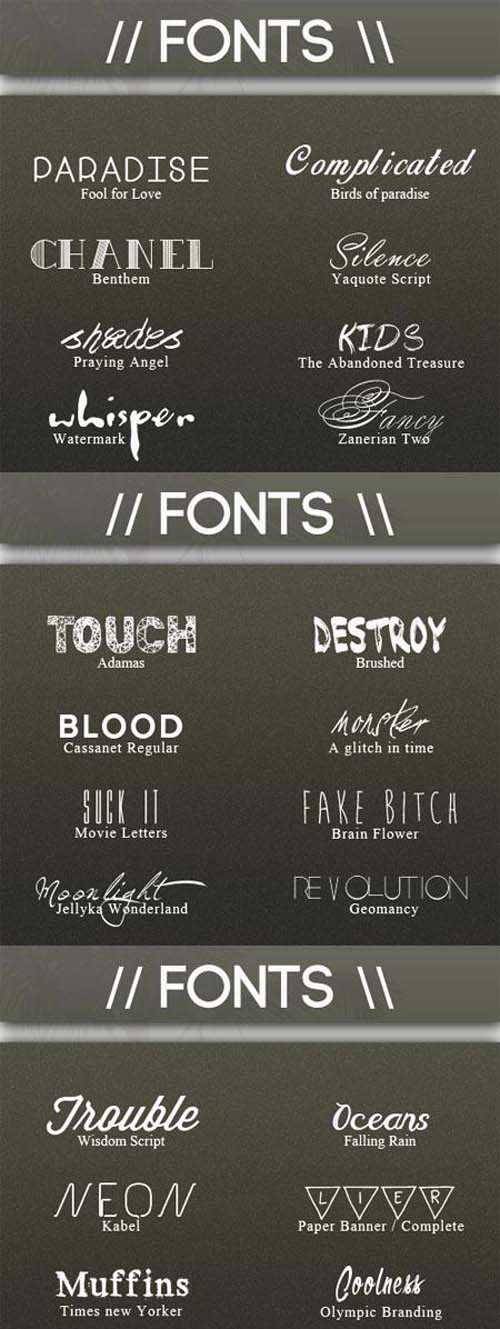 // FONTS \\
PARADISE
Fool for Love
Complicated
Birds of paradise
CHANEL
Benthem
Silence
Yaquote Script
shades
Praying Angel
KIDS
The Abandoned Treasure
whisper
Watermark
Fancy
Zanerian Two
// FONTS \\
TOUCH
Adamas
DESTROY
Brushed
BLOOD
Cassanet Regular
monster
A glitch in time
SUCK IT
Movie Letters
FAKE BITCH
Brain Flower
Moonlight
Jellyka Wonderland
REVOLUTION
Geomancy
// FONTS \\
Trouble
Wisdom Script
Oceans
Falling Rain
NEON
Kabel
LIER
Paper Banner / Complete
Muffins
Times new Yorker
Coolness
Olympic Branding